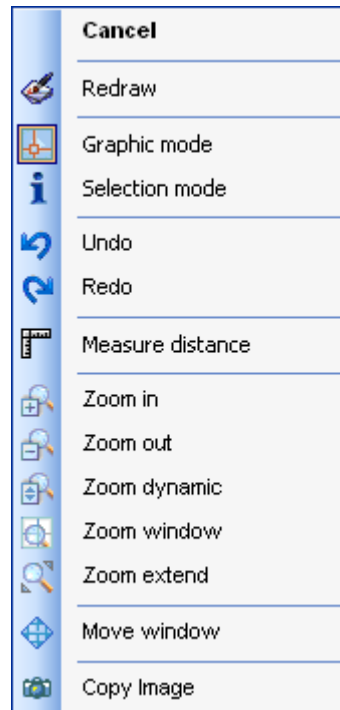 Cancel
Redraw
Graphic mode
Selection mode
Undo
Redo
Measure distance
Zoom in
Zoom out
Zoom dynamic
Zoom window
Zoom extend
Move window
Copy Image